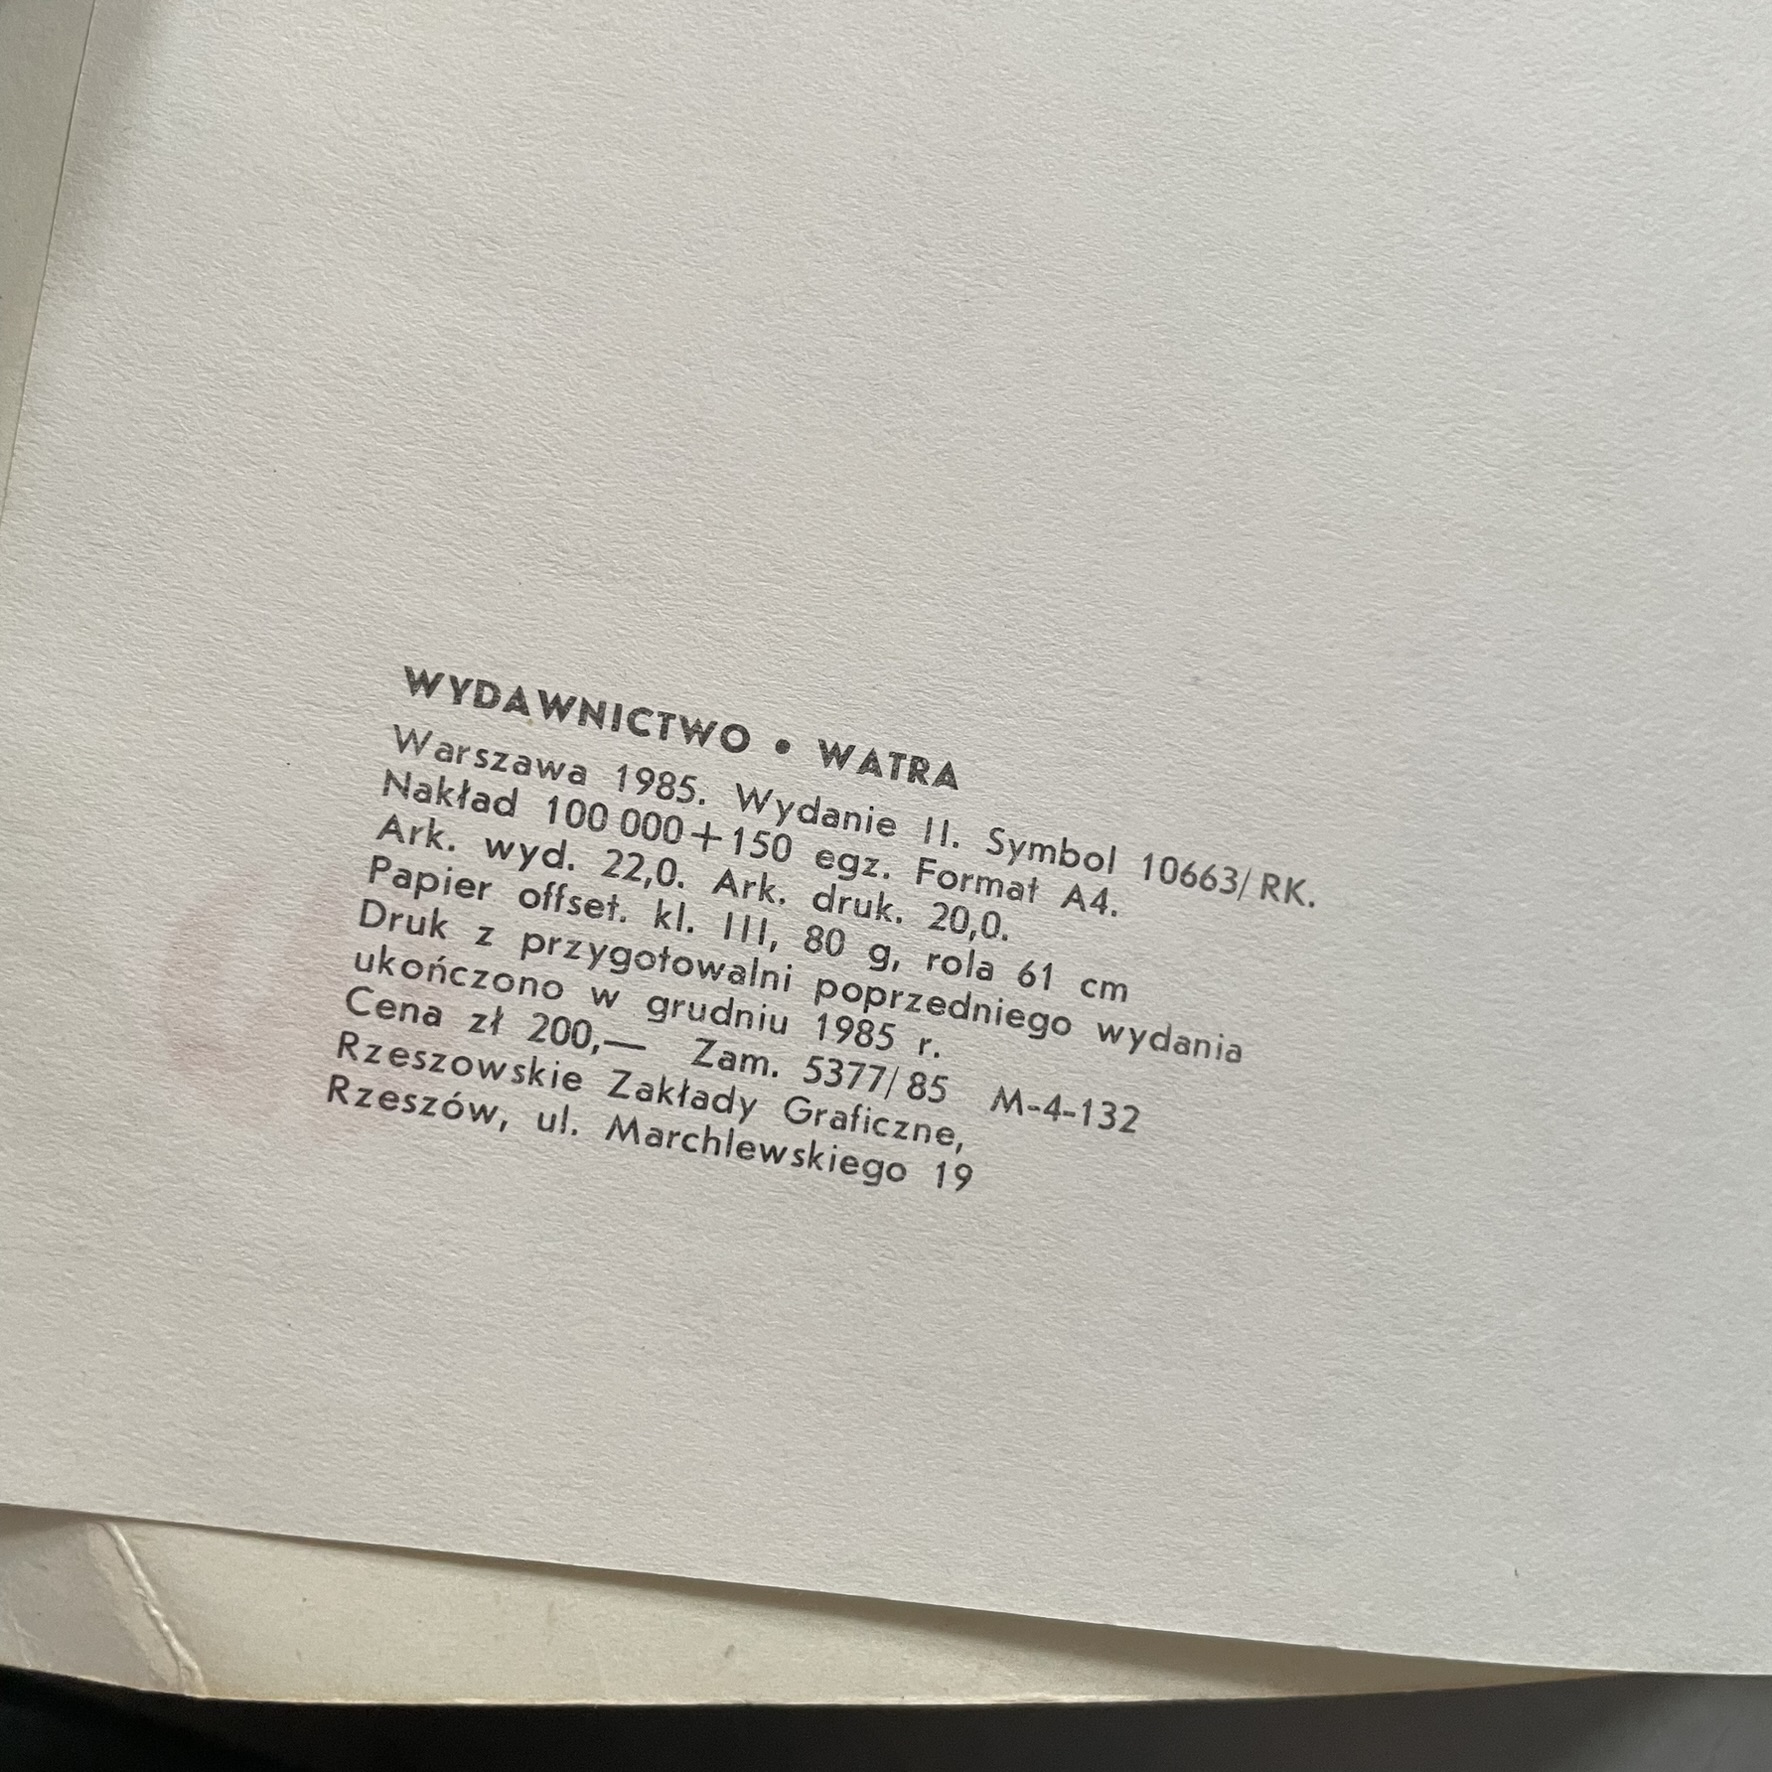 WYDAWNICTWO • WATRA
Warszawa 1985. Wydanie II. Symbol 10663/RK.
Nakład 100 000+150 egz. Format A4.
Ark. wyd. 22,0. Ark. druk. 20,0.
Papier offset. kl. III, 80 g, rola 61 cm
Druk z przygotowalni poprzedniego wydania
ukończono w grudniu 1985 r.
Cena zł 200,— Zam. 5377/85 M-4-132
Rzeszowskie Zakłady Graficzne,
Rzeszów, ul. Marchlewskiego 19